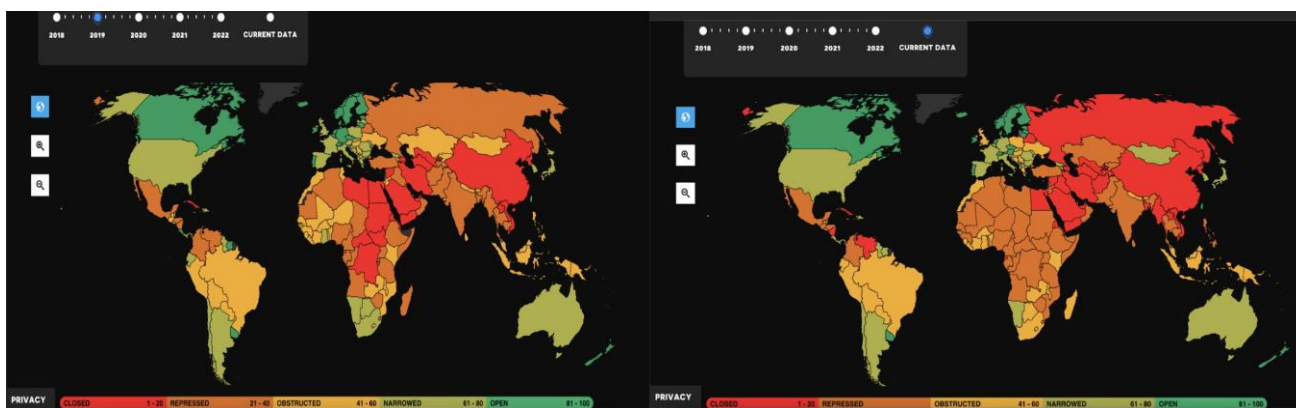 2018 2019 2020 2021 2022 CURRENT DATA
PRIVACY
CLOSED 1 - 20 REPRESSED 21 - 40 OBSTRUCTED 41 - 60 NARROWED 61 - 80 OPEN 81 - 100
2018 2019 2020 2021 2022 CURRENT DATA
PRIVACY
CLOSED 1 - 20 REPRESSED OBSTRUCTED 41 - 60 NARROWED 61 - 80 OPEN 81 - 100